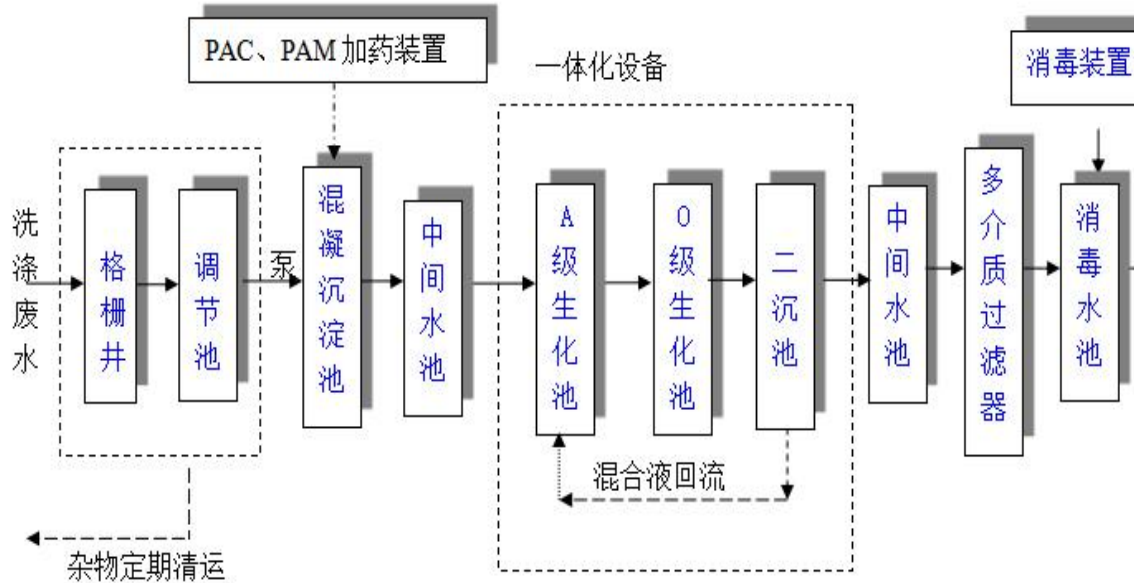 PAC、PAM 加药装置
一体化设备
消毒装置
洗涤废水
格栅井
调节池
泵
混凝沉淀池
中间水池
A级生化池
O级生化池
二沉池
中间水池
多介质过滤器
消毒水池
混合液回流
杂物定期清运